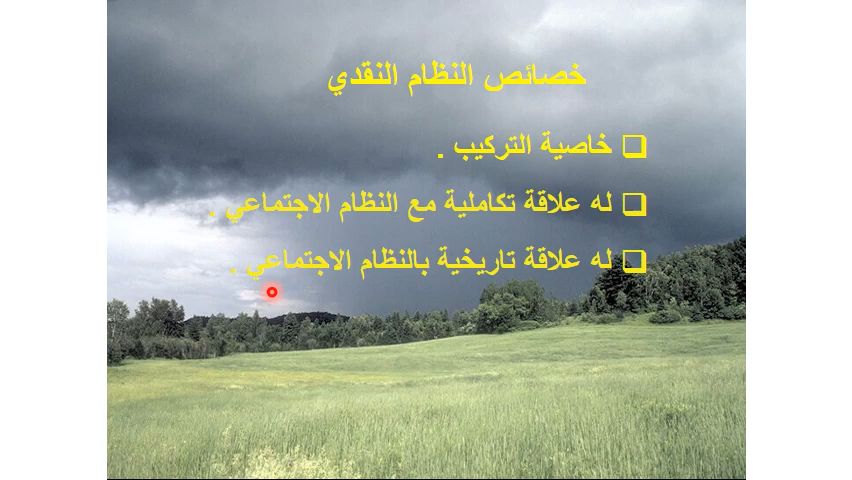 خصائص النظام النقدي
❑ خاصية التركيب .
❑ له علاقة تكاملية مع النظام الاجتماعي .
❑ له علاقة تاريخية بالنظام الاجتماعي .